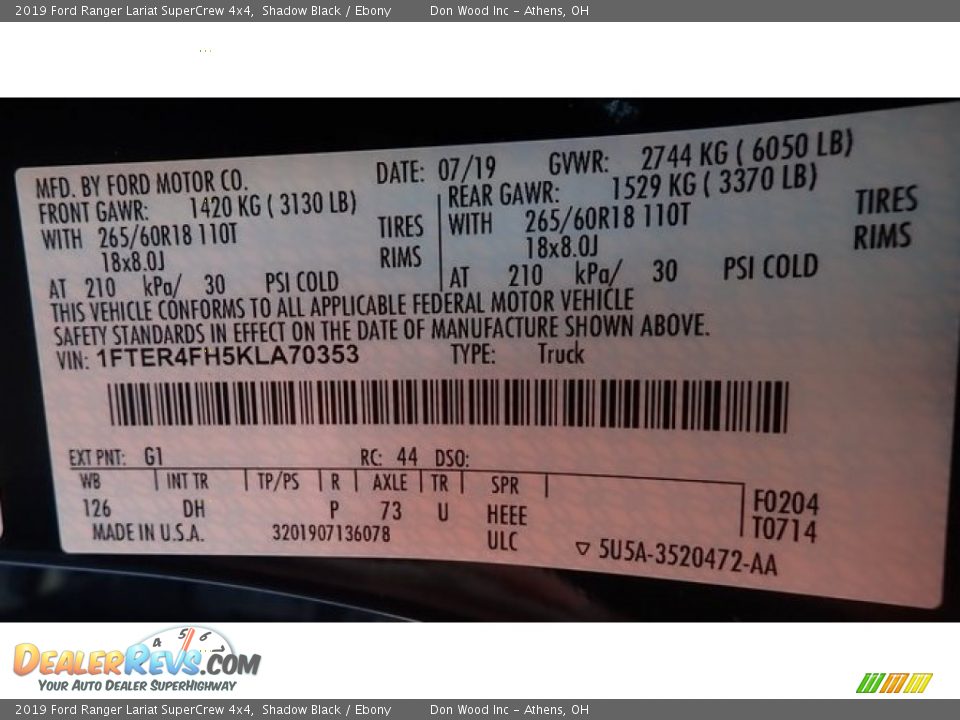 2019 Ford Ranger Lariat SuperCrew 4x4, Shadow Black / Ebony Don Wood Inc - Athens, OH
MFD. BY FORD MOTOR CO. DATE: 07/19 GVWR: 2744 KG ( 6050 LB)
FRONT GAWR: 1420 KG ( 3130 LB) REAR GAWR: 1529 KG ( 3370 LB)
WITH 265/60R18 110T TIRES WITH 265/60R18 110T TIRES
18x8.0J RIMS 18x8.0J RIMS
AT 210 kPa/ 30 PSI COLD AT 210 kPa/ 30 PSI COLD
THIS VEHICLE CONFORMS TO ALL APPLICABLE FEDERAL MOTOR VEHICLE
SAFETY STANDARDS IN EFFECT ON THE DATE OF MANUFACTURE SHOWN ABOVE.
VIN: 1FTER4FH5KLA70353 TYPE: Truck
EXT PNT: G1 RC: 44 DSO:
WB INT TR TP/PS R AXLE TR SPR
126 DH P 73 U HEEE F0204
MADE IN U.S.A. 3201907136078 ULC T0714
5U5A-3520472-AA
4 5 6
DEALERREVS.COM
YOUR AUTO DEALER SUPERHIGHWAY
2019 Ford Ranger Lariat SuperCrew 4x4, Shadow Black / Ebony Don Wood Inc - Athens, OH